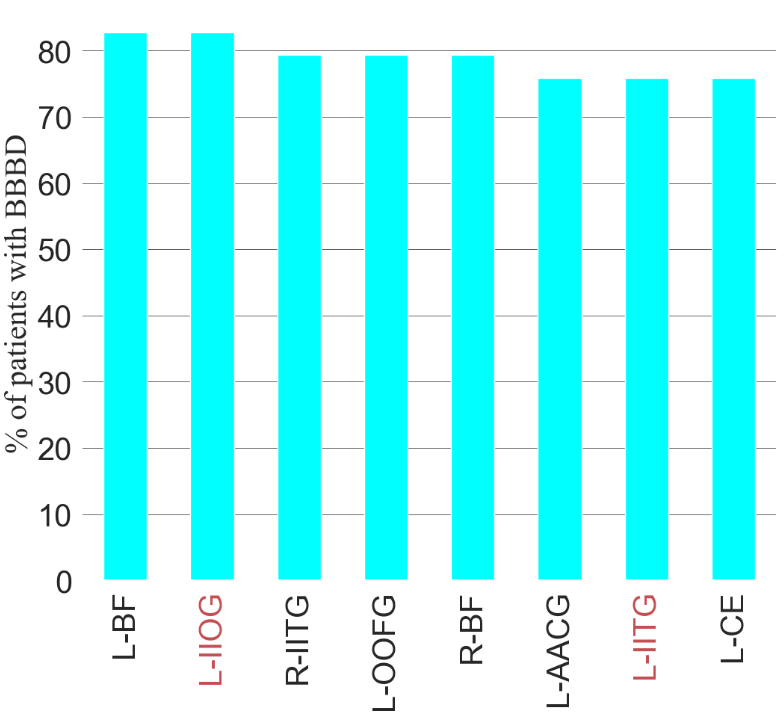 % of patients with BBBD
80
70
60
50
40
30
20
10
0
L-BF
L-IIOG
R-IITG
L-OOFG
R-BF
L-AACG
L-IITG
L-CE